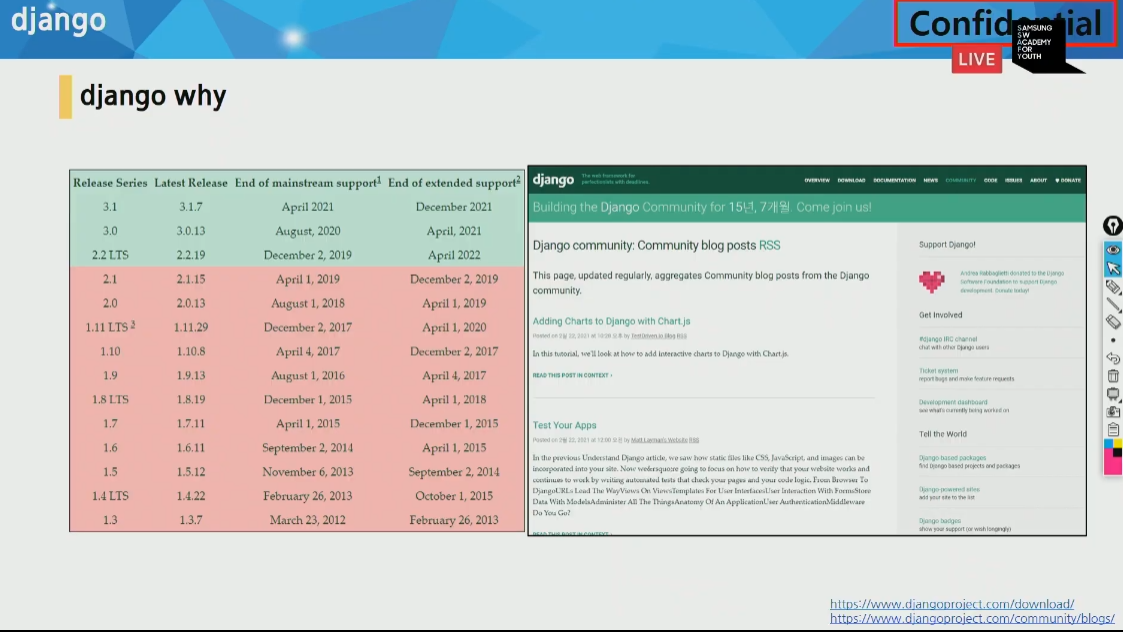 django
Confidential
SAMSUNG
SW
ACADEMY
FOR
YOUTH
LIVE
django why
Release Series Latest Release End of mainstream support1 End of extended support2
3.1 3.1.7 April 2021 December 2021
3.0 3.0.13 August, 2020 April, 2021
2.2 LTS 2.2.19 December 2, 2019 April 2022
2.1 2.1.15 April 1, 2019 December 2, 2019
2.0 2.0.13 August 1, 2018 April 1, 2019
1.11 LTS 3 1.11.29 December 2, 2017 April 1, 2020
1.10 1.10.8 April 4, 2017 December 2, 2017
1.9 1.9.13 August 1, 2016 April 4, 2017
1.8 LTS 1.8.19 December 1, 2015 April 1, 2018
1.7 1.7.11 April 1, 2015 December 1, 2015
1.6 1.6.11 September 2, 2014 April 1, 2015
1.5 1.5.12 November 6, 2013 September 2, 2014
1.4 LTS 1.4.22 February 26, 2013 October 1, 2015
1.3 1.3.7 March 23, 2012 February 26, 2013
django The web framework for
perfectionists with deadlines.
OVERVIEW DOWNLOAD DOCUMENTATION NEWS COMMUNITY CODE ISSUES ABOUT ♥ DONATE
Building the Django Community for 15년, 7개월. Come join us!
Django community: Community blog posts RSS
This page, updated regularly, aggregates Community blog posts from the Django
community.
Adding Charts to Django with Chart.js
Posted on 2월 22, 2021 at 10:28 오후 by TestDriven.io Blog RSS
In this tutorial, we'll look at how to add interactive charts to Django with Chart.js.
READ THIS POST IN CONTEXT ›
Test Your Apps
Posted on 2월 22, 2021 at 12:00 오전 by Matt Layman's Website RSS
In the previous Understand Django article, we saw how static files like CSS, JavaScript, and images can be
incorporated into your site. Now we&rsquore going to focus on how to verify that your website works and
continues to work by writing automated tests that check your pages and your code logic. From Browser To
DjangoURLs Lead The WayViews On ViewsTemplates For User InterfacesUser Interaction With FormsStore
Data With ModelsAdminister All The ThingsAnatomy Of An ApplicationUser AuthenticationMiddleware
Do You Go?
READ THIS POST IN CONTEXT ›
Support Django!
Andrea Rabbaglietti donated to the Django
Software Foundation to support Django
development. Donate today!
Get Involved
#django IRC channel
chat with other Django users
Ticket system
report bugs and make feature requests
Development dashboard
see what's currently being worked on
Tell the World
Django based packages
find Django based projects and packages
Django-powered sites
add your site to the list
Django badges
show your support (or wish longingly)
https://www.djangoproject.com/download/
https://www.djangoproject.com/community/blogs/